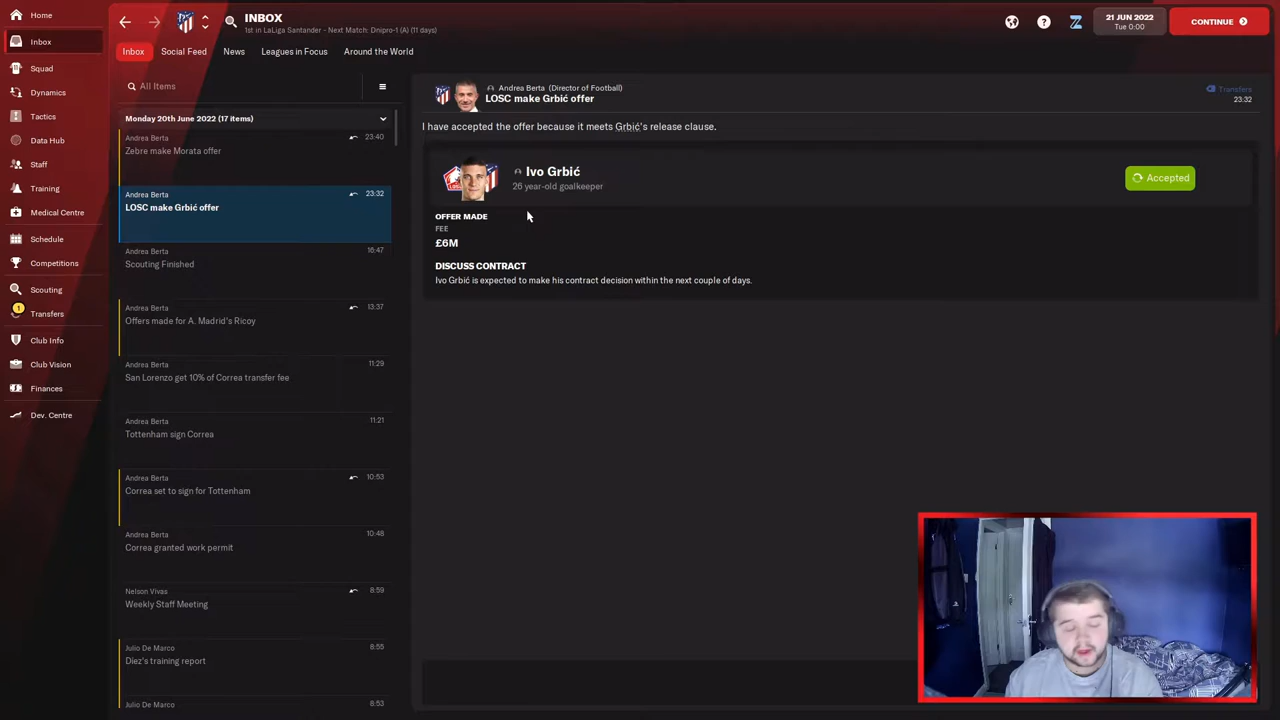 Home
Inbox
Squad
Dynamics
Tactics
Data Hub
Staff
Training
Medical Centre
Schedule
Competitions
Scouting
1
Transfers
Club Info
Club Vision
Finances
Dev. Centre
INBOX
1st in LaLiga Santander - Next Match: Dnipro-1 (A) (11 days)
21 JUN 2022
Tue 0:00
CONTINUE
Inbox
Social Feed
News
Leagues in Focus
Around the World
All Items
Monday 20th June 2022 (17 items)
Andrea Berta
23:40
Zebre make Morata offer
Andrea Berta
23:32
LOSC make Grbić offer
Andrea Berta
16:47
Scouting Finished
Andrea Berta
13:37
Offers made for A. Madrid's Ricoy
Andrea Berta
11:29
San Lorenzo get 10% of Correa transfer fee
Andrea Berta
11:21
Tottenham sign Correa
Andrea Berta
10:53
Correa set to sign for Tottenham
Andrea Berta
10:48
Correa granted work permit
Nelson Vivas
8:59
Weekly Staff Meeting
Julio De Marco
8:55
Díez's training report
Julio De Marco
8:53
Andrea Berta (Director of Football)
LOSC make Grbić offer
Transfers
23:32
I have accepted the offer because it meets Grbić's release clause.
Ivo Grbić
26 year-old goalkeeper
Accepted
OFFER MADE
FEE
£6M
DISCUSS CONTRACT
Ivo Grbić is expected to make his contract decision within the next couple of days.